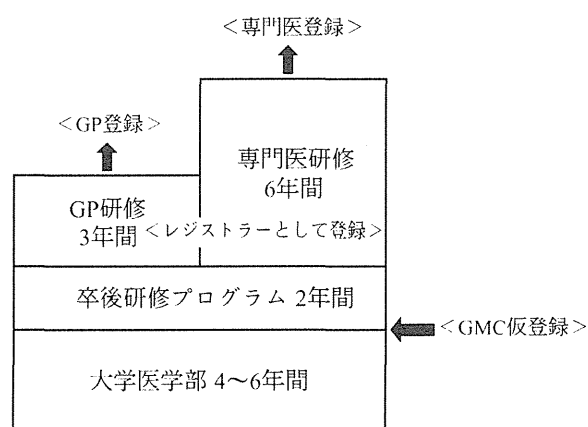 ＜専門医登録＞
＜GP登録＞
専門医研修
6年間
GP研修
3年間
＜レジストラーとして登録＞
卒後研修プログラム 2年間
＜GMC仮登録＞
大学医学部 4～6年間